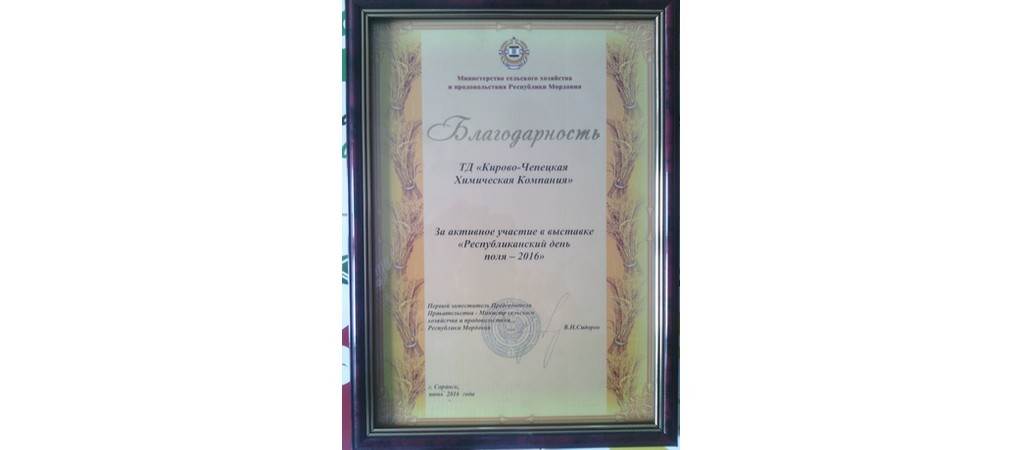 Министерство сельского хозяйства
и продовольствия Республики Мордовия
Благодарность
ТД «Кирово-Чепецкая
Химическая Компания»
За активное участие в выставке
«Республиканский день
поля – 2016»
Первый заместитель Председателя
Правительства - Министр сельского
хозяйства и продовольствия
Республики Мордовия
В.Н.Сидоров
г. Саранск,
июнь 2016 года